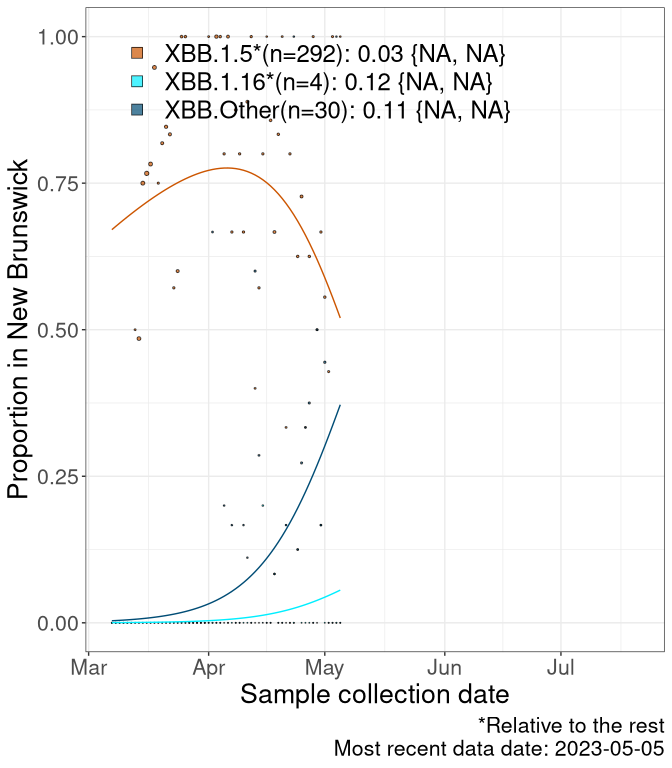 XBB.1.5*(n=292): 0.03 {NA, NA}
XBB.1.16*(n=4): 0.12 {NA, NA}
XBB.Other(n=30): 0.11 {NA, NA}
Proportion in New Brunswick
1.00
0.75
0.50
0.25
0.00
Mar Apr May Jun Jul
Sample collection date
*Relative to the rest
Most recent data date: 2023-05-05